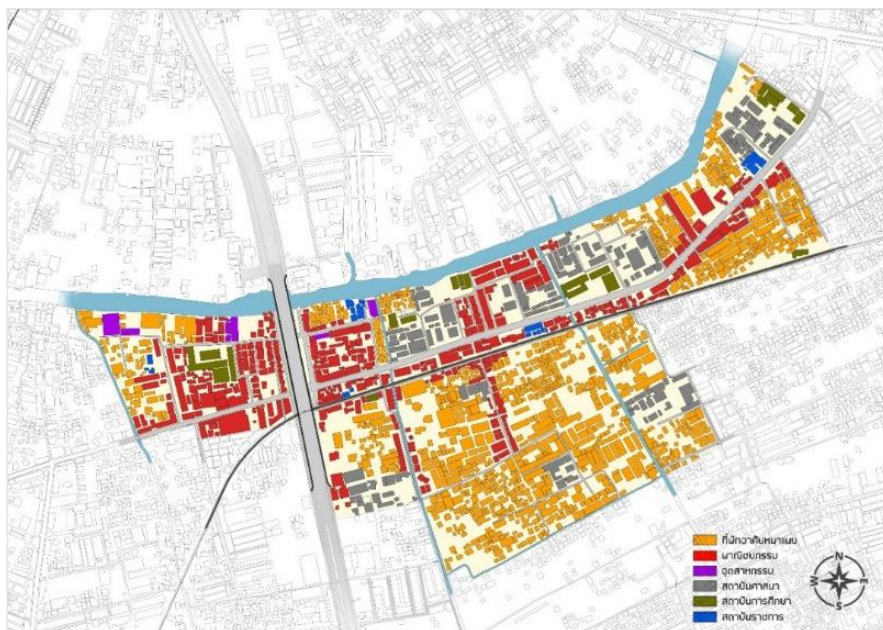 ที่พักอาศัยหนาแน่น
พาณิชยกรรม
อุตสาหกรรม
สถาบันศาสนา
สถาบันการศึกษา
สถาบันราชการ
N
W E
S